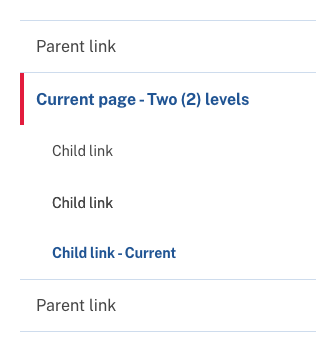 Parent link
Current page - Two (2) levels
Child link
Child link
Child link - Current
Parent link